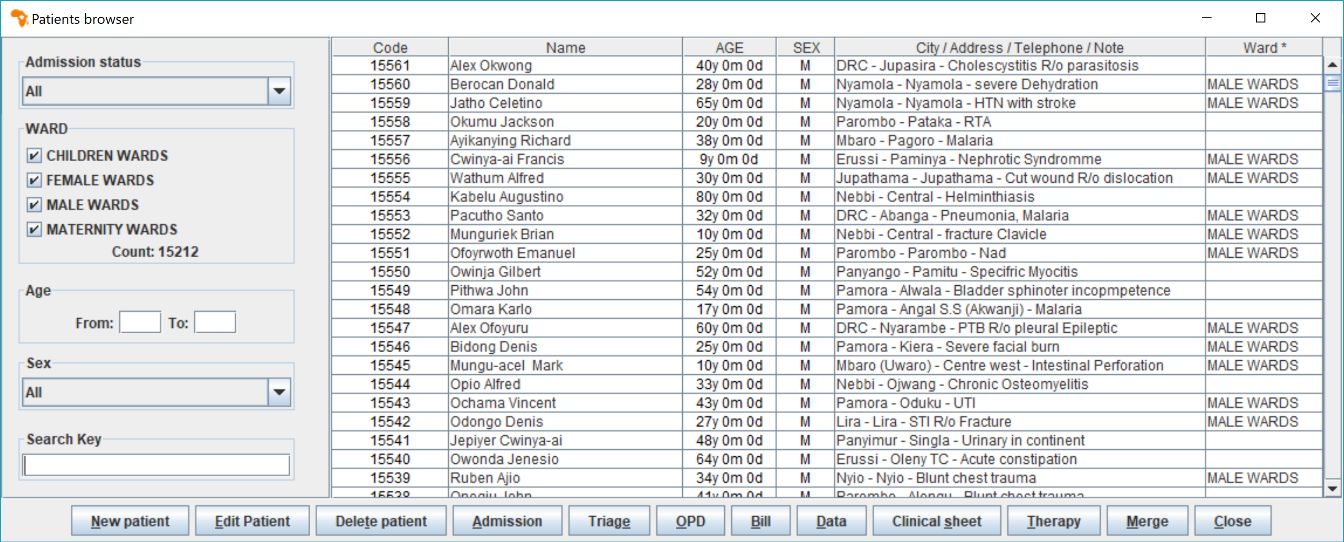 Patients browser
Admission status
All
WARD
CHILDREN WARDS
FEMALE WARDS
MALE WARDS
MATERNITY WARDS
Count: 15212
Age
From: To:
Sex
All
Search Key
Code Name AGE SEX City / Address / Telephone / Note Ward *
15561 Alex Okwong 40y 0m 0d M DRC - Jupasira - Cholescystitis R/o parasitosis
15560 Berocan Donald 28y 0m 0d M Nyamola - Nyamola - severe Dehydration MALE WARDS
15559 Jatho Celetino 65y 0m 0d M Nyamola - Nyamola - HTN with stroke MALE WARDS
15558 Okumu Jackson 20y 0m 0d M Parombo - Pataka - RTA
15557 Ayikanying Richard 38y 0m 0d M Mbaro - Pagoro - Malaria
15556 Cwinya-ai Francis 9y 0m 0d M Erussi - Paminya - Nephrotic Syndromme MALE WARDS
15555 Wathum Alfred 30y 0m 0d M Jupathama - Jupathama - Cut wound R/o dislocation MALE WARDS
15554 Kabelu Augustino 80y 0m 0d M Nebbi - Central - Helminthiasis
15553 Pacutho Santo 32y 0m 0d M DRC - Abanga - Pneumonia, Malaria MALE WARDS
15552 Munguriek Brian 10y 0m 0d M Nebbi - Central - fracture Clavicle MALE WARDS
15551 Ofoyrwoth Emanuel 25y 0m 0d M Parombo - Parombo - Nad MALE WARDS
15550 Owinja Gilbert 52y 0m 0d M Panyango - Pamitu - Specifric Myocitis
15549 Pithwa John 54y 0m 0d M Pamora - Alwala - Bladder sphinoter incopmpetence
15548 Omara Karlo 17y 0m 0d M Pamora - Angal S.S (Akwanji) - Malaria
15547 Alex Ofoyuru 60y 0m 0d M DRC - Nyarambe - PTB R/o pleural Epileptic MALE WARDS
15546 Bidong Denis 25y 0m 0d M Pamora - Kiera - Severe facial burn MALE WARDS
15545 Mungu-acel Mark 10y 0m 0d M Mbaro (Uwaro) - Centre west - Intestinal Perforation MALE WARDS
15544 Opio Alfred 33y 0m 0d M Nebbi - Ojwang - Chronic Osteomyelitis
15543 Ochama Vincent 43y 0m 0d M Pamora - Oduku - UTI MALE WARDS
15542 Odongo Denis 27y 0m 0d M Lira - Lira - STI R/o Fracture MALE WARDS
15541 Jepiyer Cwinya-ai 48y 0m 0d M Panyimur - Singla - Urinary in continent
15540 Owonda Jenesio 64y 0m 0d M Erussi - Oleny TC - Acute constipation
15539 Ruben Ajio 34y 0m 0d M Nyio - Nyio - Blunt chest trauma MALE WARDS
15538 John 41y 0m 0d M Parombo - Alongu - Blunt chest trauma
New patient Edit Patient Delete patient Admission Triage OPD Bill Data Clinical sheet Therapy Merge Close